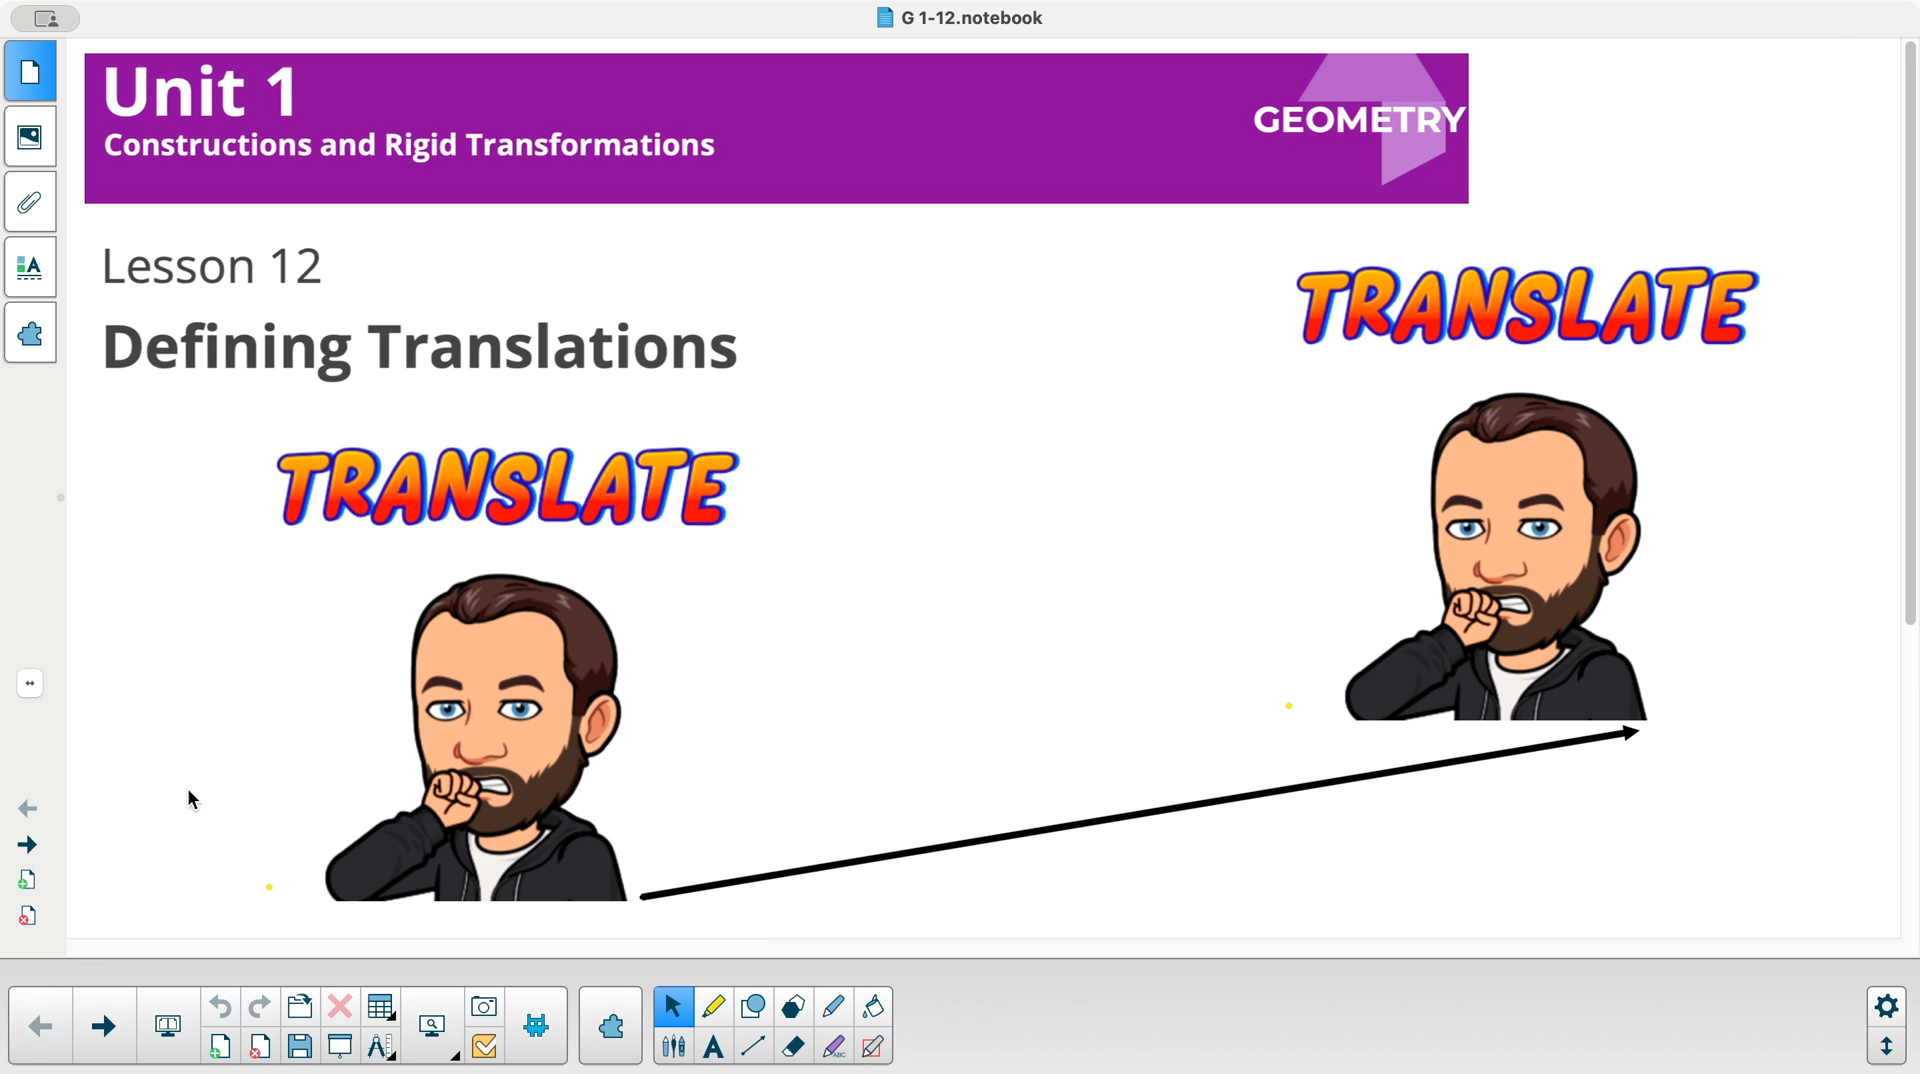 G 1-12.notebook
Unit 1
Constructions and Rigid Transformations
GEOMETRY
Lesson 12
Defining Translations
TRANSLATE
TRANSLATE